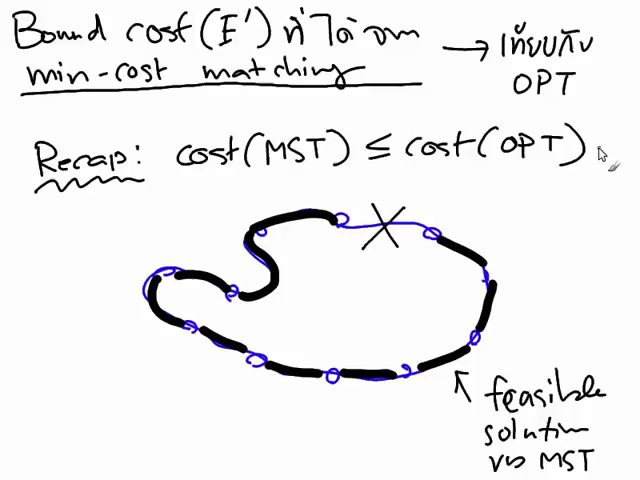 Bound cost(E') ที่ได้จาก
min-cost matching
→ เทียบกับ
OPT
Recap: cost(MST) ≤ cost(OPT)
feasible
solution
ของ MST